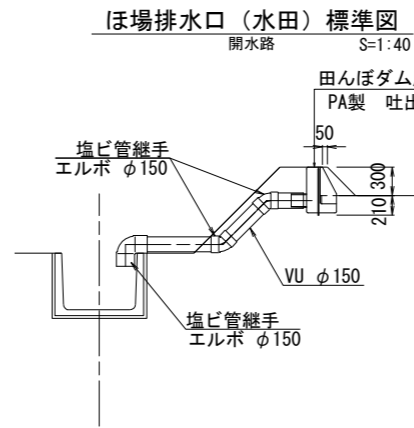 ほ場排水口（水田）標準図
開水路 S=1:40
田んぼダム
PA製 吐出
50
塩ビ管継手
エルボ φ150
300
210
VU φ150
塩ビ管継手
エルボ φ150